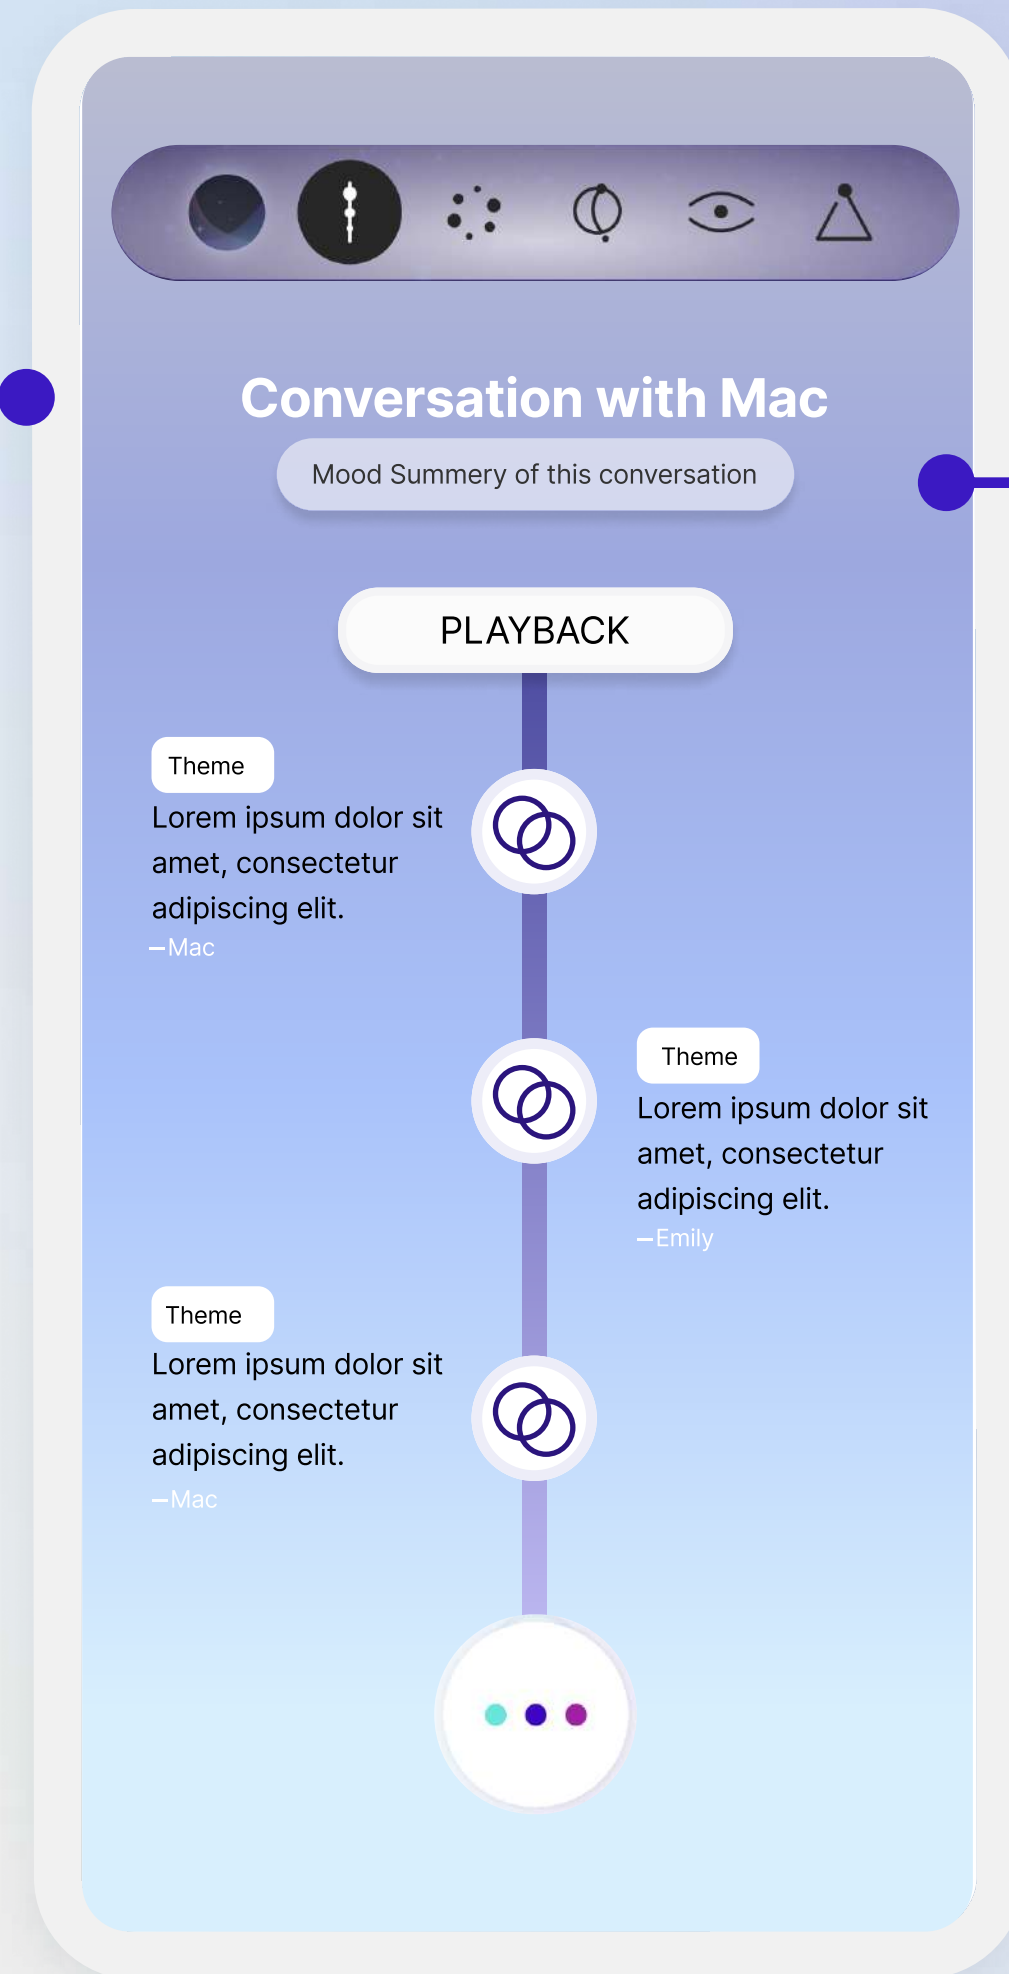 Conversation with Mac
Mood Summery of this conversation
PLAYBACK
Theme
Lorem ipsum dolor sit
amet, consectetur
adipiscing elit.
—Mac
Theme
Lorem ipsum dolor sit
amet, consectetur
adipiscing elit.
—Emily
Theme
Lorem ipsum dolor sit
amet, consectetur
adipiscing elit.
—Mac